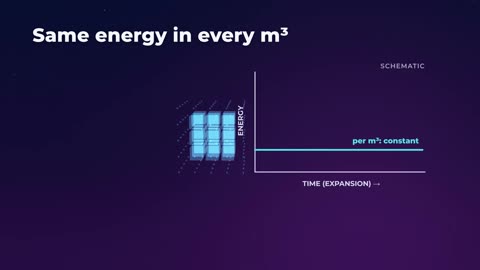 Same energy in every m³
SCHEMATIC
ENERGY
per m³: constant
TIME (EXPANSION) →